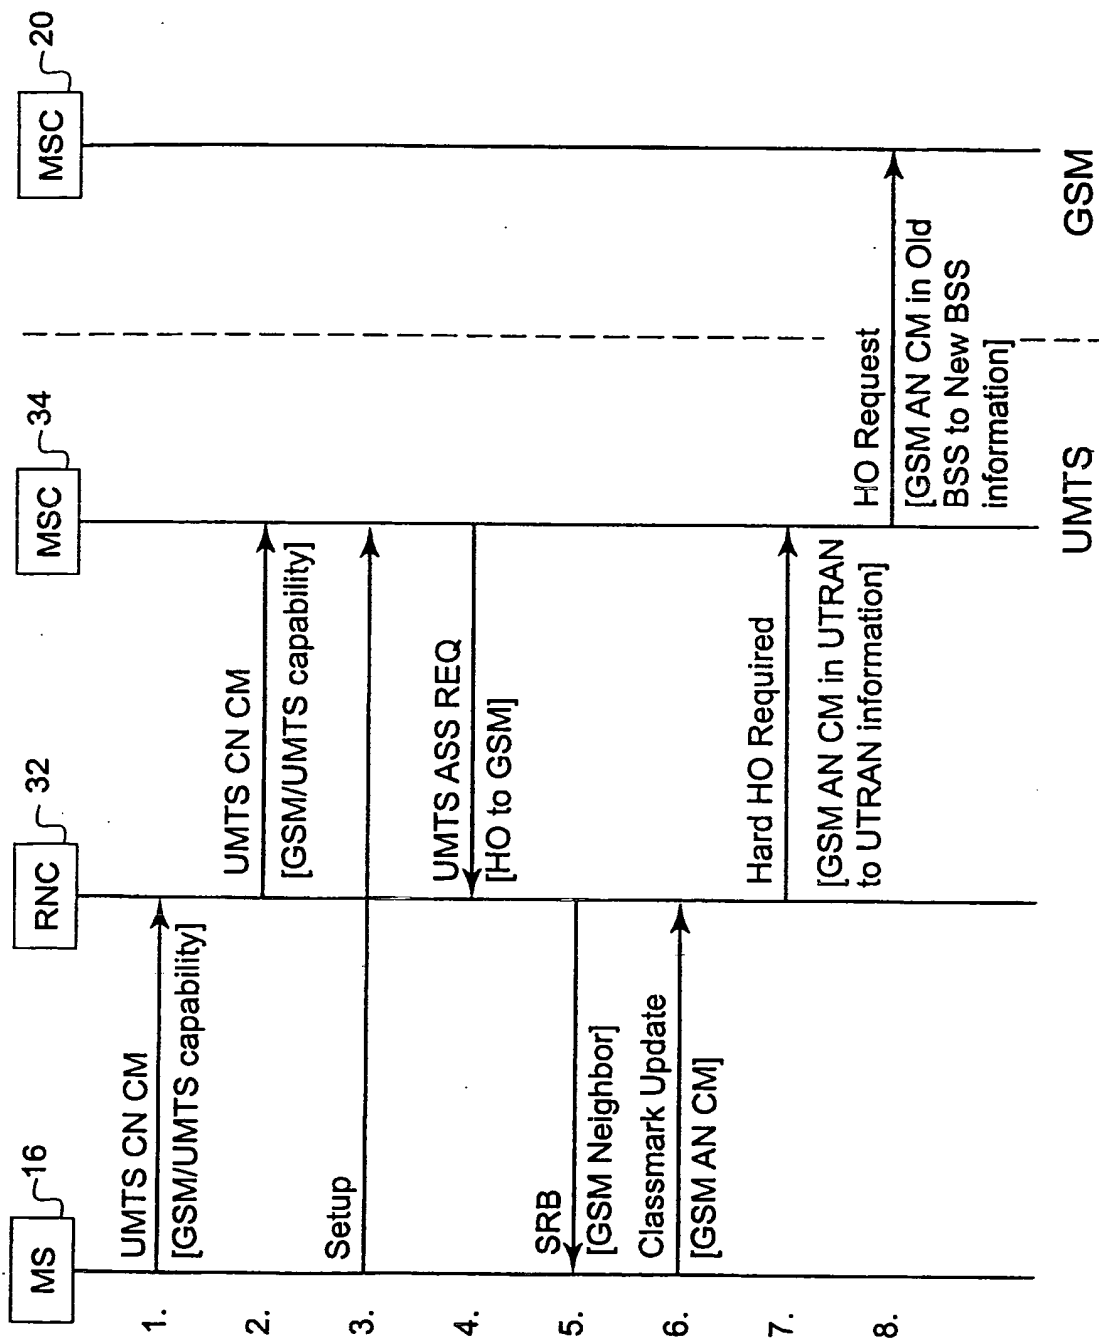 MS
16
RNC
32
MSC
34
MSC
20
1.
UMTS CN CM
[GSM/UMTS capability]
2.
UMTS CN CM
[GSM/UMTS capability]
3.
Setup
4.
UMTS ASS REQ
[HO to GSM]
5.
SRB
[GSM Neighbor]
6.
Classmark Update
[GSM AN CM]
7.
Hard HO Required
[GSM AN CM in UTRAN
to UTRAN information]
8.
HO Request
[GSM AN CM in Old
BSS to New BSS
information]
UMTS
GSM